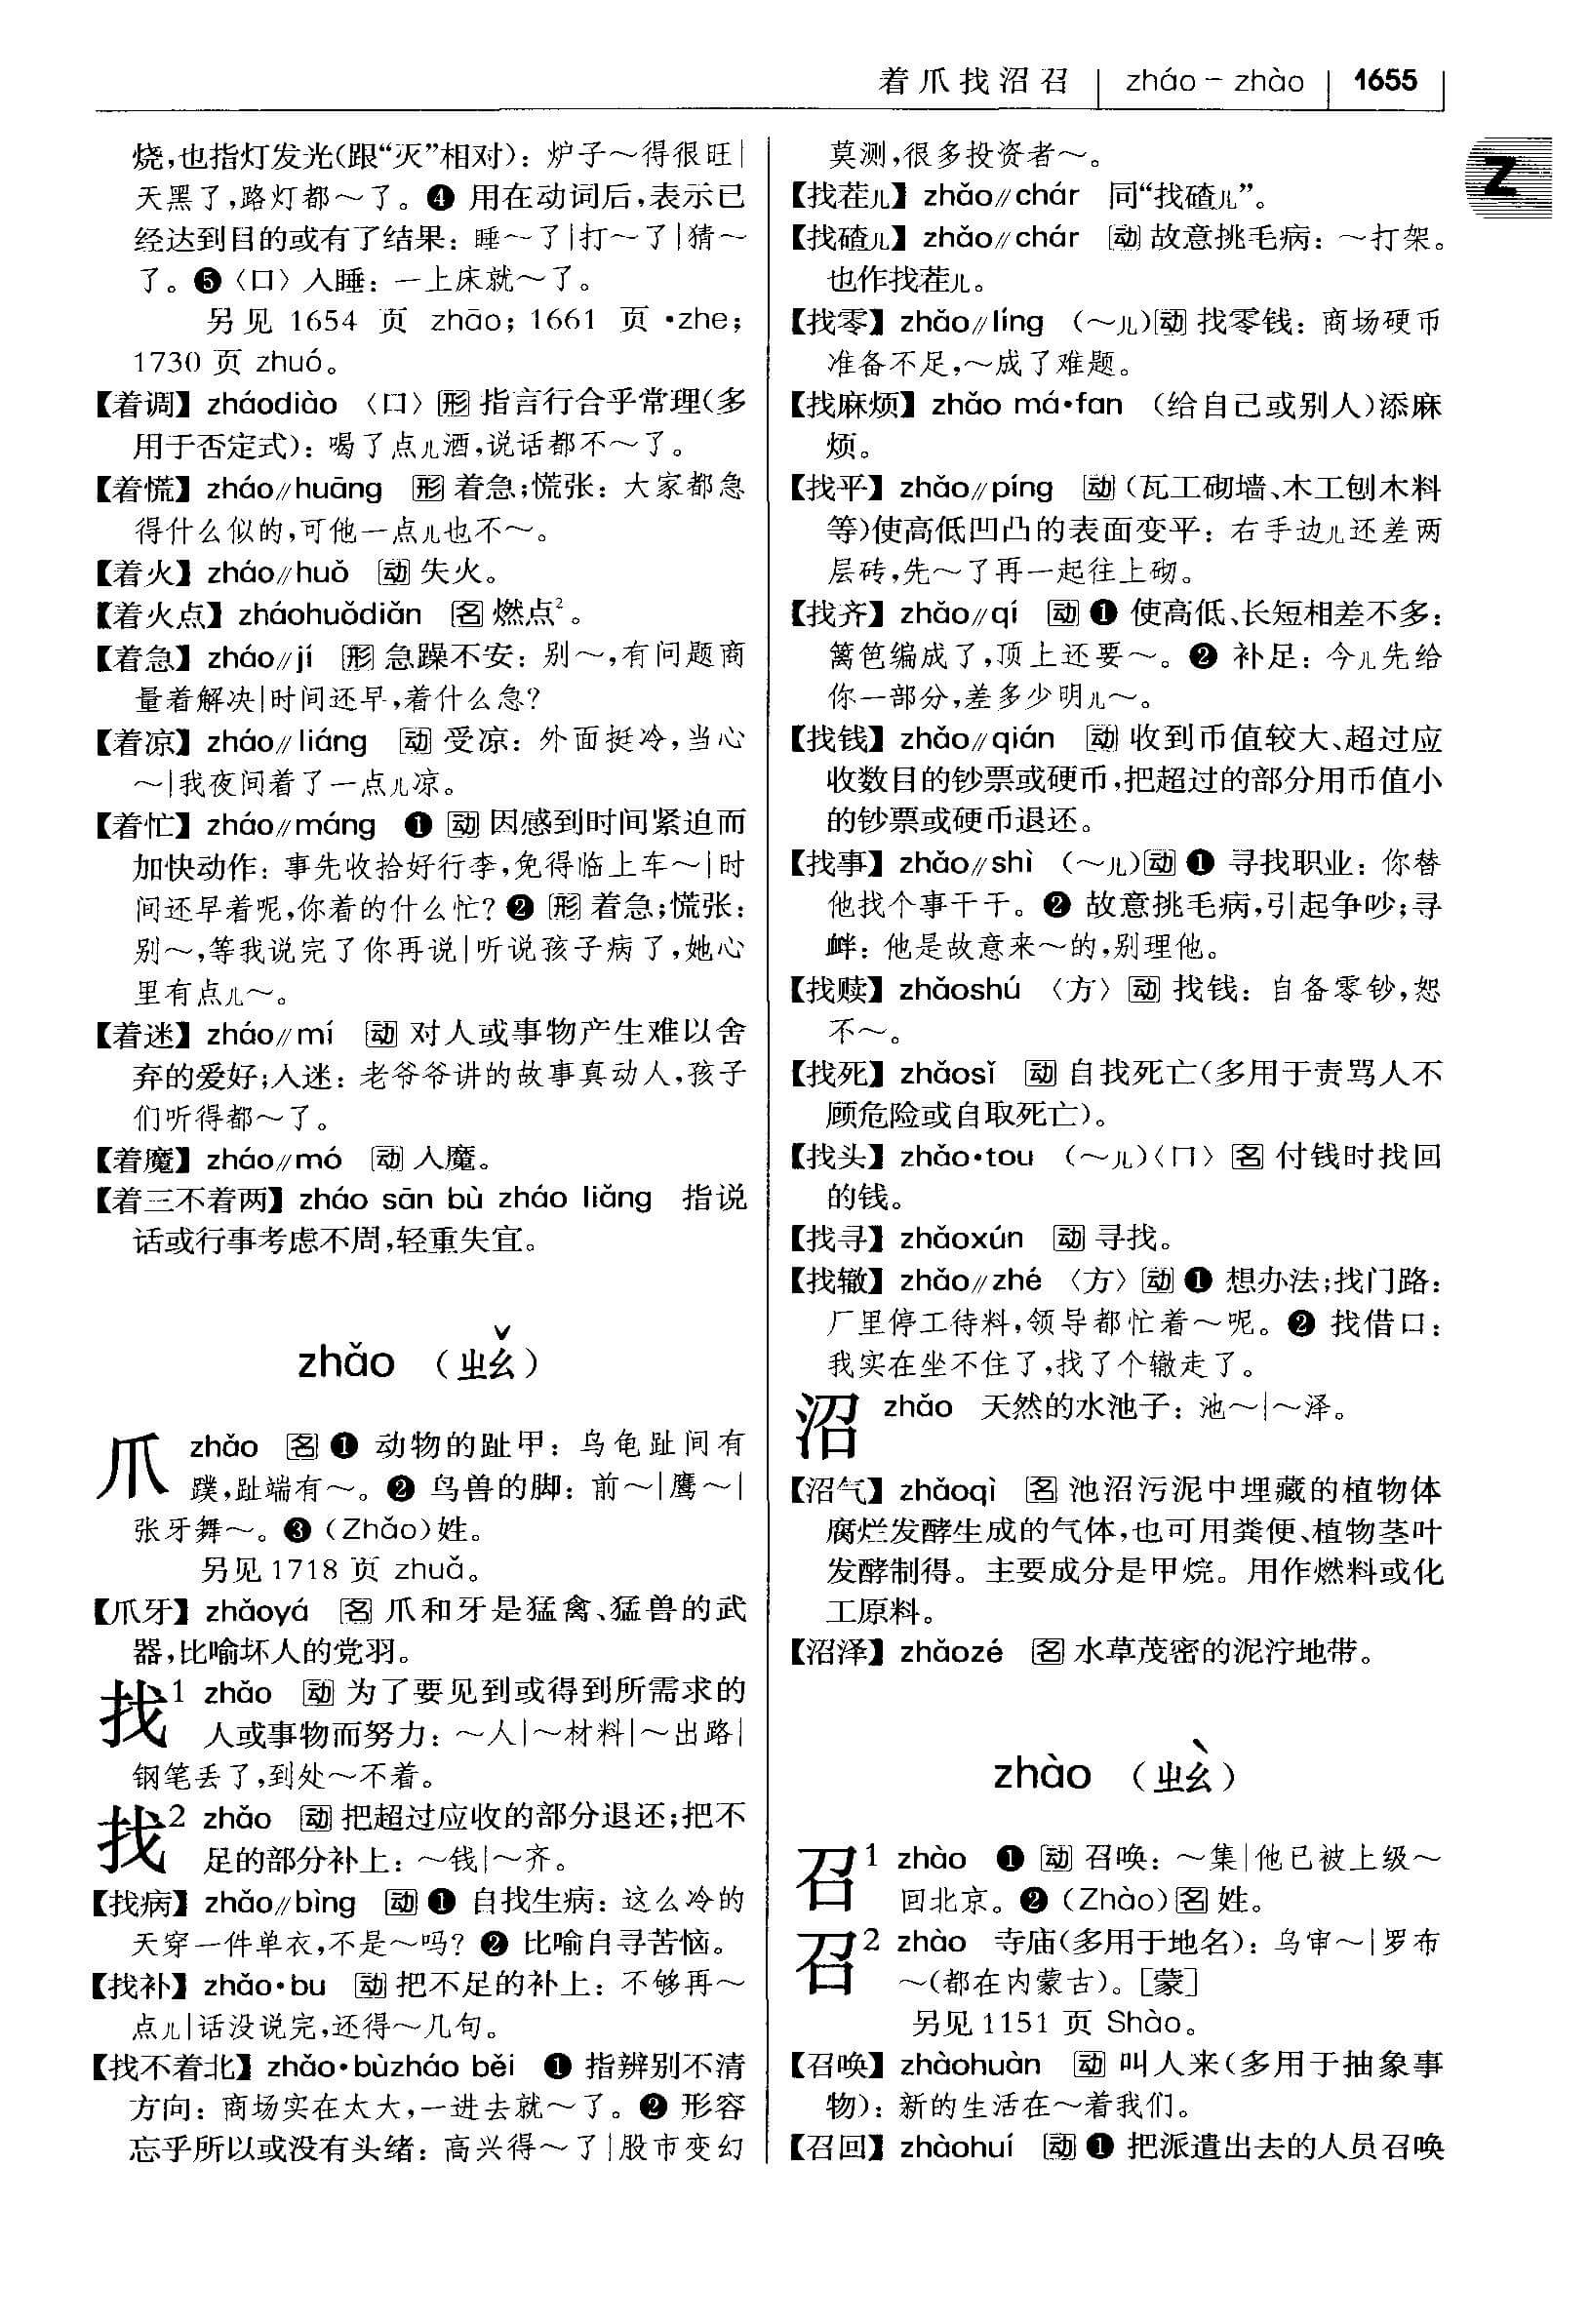 着爪找沼召 | zháo－zhào | 1655
Z
烧,也指灯发光(跟“灭”相对)：炉子～得很旺|
天黑了,路灯都～了。❹ 用在动词后,表示已
经达到目的或有了结果：睡～了|打～了|猜～
了。❺〈口〉入睡：一上床就～了。
另见 1654 页 zhāo；1661 页 •zhe；
1730 页 zhuó。
【着调】zháodiào 〈口〉[形]指言行合乎常理(多
用于否定式)：喝了点儿酒,说话都不～了。
【着慌】zháo∥huāng [形]着急;慌张：大家都急
得什么似的,可他一点儿也不～。
【着火】zháo∥huǒ [动]失火。
【着火点】zháohuǒdiǎn [名]燃点²。
【着急】zháo∥jí [形]急躁不安：别～,有问题商
量着解决|时间还早,着什么急?
【着凉】zháo∥liáng [动]受凉：外面挺冷,当心
～|我夜间着了一点儿凉。
【着忙】zháo∥máng ❶[动]因感到时间紧迫而
加快动作：事先收拾好行李,免得临上车～|时
间还早着呢,你着的什么忙?❷[形]着急;慌张：
别～,等我说完了你再说|听说孩子病了,她心
里有点儿～。
【着迷】zháo∥mí [动]对人或事物产生难以舍
弃的爱好;入迷：老爷爷讲的故事真动人,孩子
们听得都～了。
【着魔】zháo∥mó [动]入魔。
【着三不着两】zháo sān bù zháo liǎng 指说
话或行事考虑不周,轻重失宜。
zhǎo （ㄓㄠˇ）
爪 zhǎo [名]❶ 动物的趾甲：乌龟趾间有
蹼,趾端有～。❷ 鸟兽的脚：前～|鹰～|
张牙舞～。❸（Zhǎo）姓。
另见1718 页 zhuǎ。
【爪牙】zhǎoyá [名]爪和牙是猛禽、猛兽的武
器,比喻坏人的党羽。
找¹ zhǎo [动]为了要见到或得到所需求的
人或事物而努力：～人|～材料|～出路|
钢笔丢了,到处～不着。
找² zhǎo [动]把超过应收的部分退还;把不
足的部分补上：～钱|～齐。
【找病】zhǎo∥bìng [动]❶ 自找生病：这么冷的
天穿一件单衣,不是～吗?❷ 比喻自寻苦恼。
【找补】zhǎo•bu [动]把不足的补上：不够再～
点儿|话没说完,还得～几句。
【找不着北】zhǎo•bùzháo běi ❶ 指辨别不清
方向：商场实在太大,一进去就～了。❷ 形容
忘乎所以或没有头绪：高兴得～了|股市变幻
莫测,很多投资者～。
【找茬儿】zhǎo∥chár 同“找碴儿”。
【找碴儿】zhǎo∥chár [动]故意挑毛病：～打架。
也作找茬儿。
【找零】zhǎo∥líng （～儿)[动]找零钱：商场硬币
准备不足,～成了难题。
【找麻烦】zhǎo má•fan （给自己或别人)添麻
烦。
【找平】zhǎo∥píng [动]（瓦工砌墙、木工刨木料
等)使高低凹凸的表面变平：右手边儿还差两
层砖,先～了再一起往上砌。
【找齐】zhǎo∥qí [动]❶ 使高低、长短相差不多：
篱笆编成了,顶上还要～。❷ 补足：今儿先给
你一部分,差多少明儿～。
【找钱】zhǎo∥qián [动]收到币值较大、超过应
收数目的钞票或硬币,把超过的部分用币值小
的钞票或硬币退还。
【找事】zhǎo∥shì （～儿)[动]❶ 寻找职业：你替
他找个事干干。❷ 故意挑毛病,引起争吵;寻
衅：他是故意来～的,别理他。
【找赎】zhǎoshú 〈方〉[动]找钱：自备零钞,恕
不～。
【找死】zhǎosǐ [动]自找死亡(多用于责骂人不
顾危险或自取死亡)。
【找头】zhǎo•tou （～儿)〈口〉[名]付钱时找回
的钱。
【找寻】zhǎoxún [动]寻找。
【找辙】zhǎo∥zhé 〈方〉[动]❶ 想办法;找门路：
厂里停工待料,领导都忙着～呢。❷ 找借口：
我实在坐不住了,找了个辙走了。
沼 zhǎo 天然的水池子：池～|～泽。
【沼气】zhǎoqì [名]池沼污泥中埋藏的植物体
腐烂发酵生成的气体,也可用粪便、植物茎叶
发酵制得。主要成分是甲烷。用作燃料或化
工原料。
【沼泽】zhǎozé [名]水草茂密的泥泞地带。
zhào （ㄓㄠˋ）
召¹ zhào ❶[动]召唤：～集|他已被上级～
回北京。❷（Zhào)[名]姓。
召² zhào 寺庙(多用于地名)：乌审～|罗布
～(都在内蒙古)。[蒙]
另见1151 页 Shào。
【召唤】zhàohuàn [动]叫人来(多用于抽象事
物)：新的生活在～着我们。
【召回】zhàohuí [动]❶ 把派遣出去的人员召唤